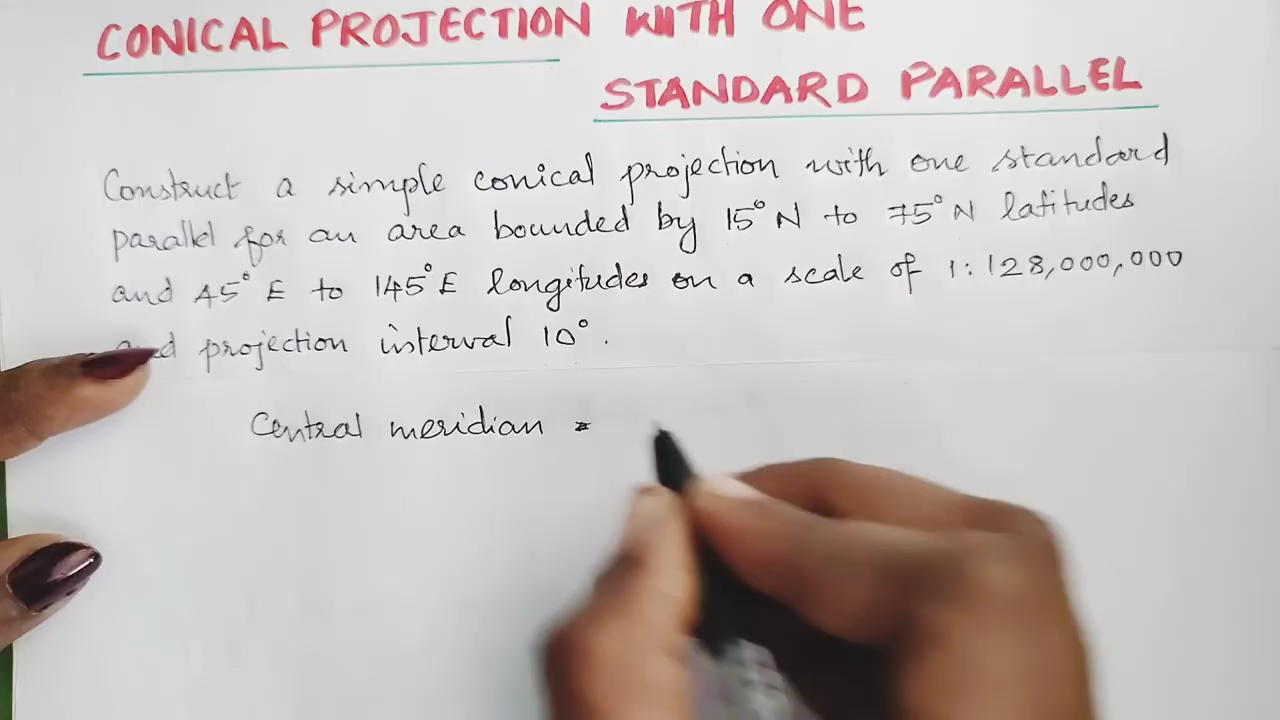 CONICAL PROJECTION WITH ONE
STANDARD PARALLEL
Construct a simple conical projection with one standard
parallel for an area bounded by 15° N to 75° N latitudes
and 45° E to 145° E longitudes on a scale of 1:128,000,000
and projection interval 10°.
Central meridian =